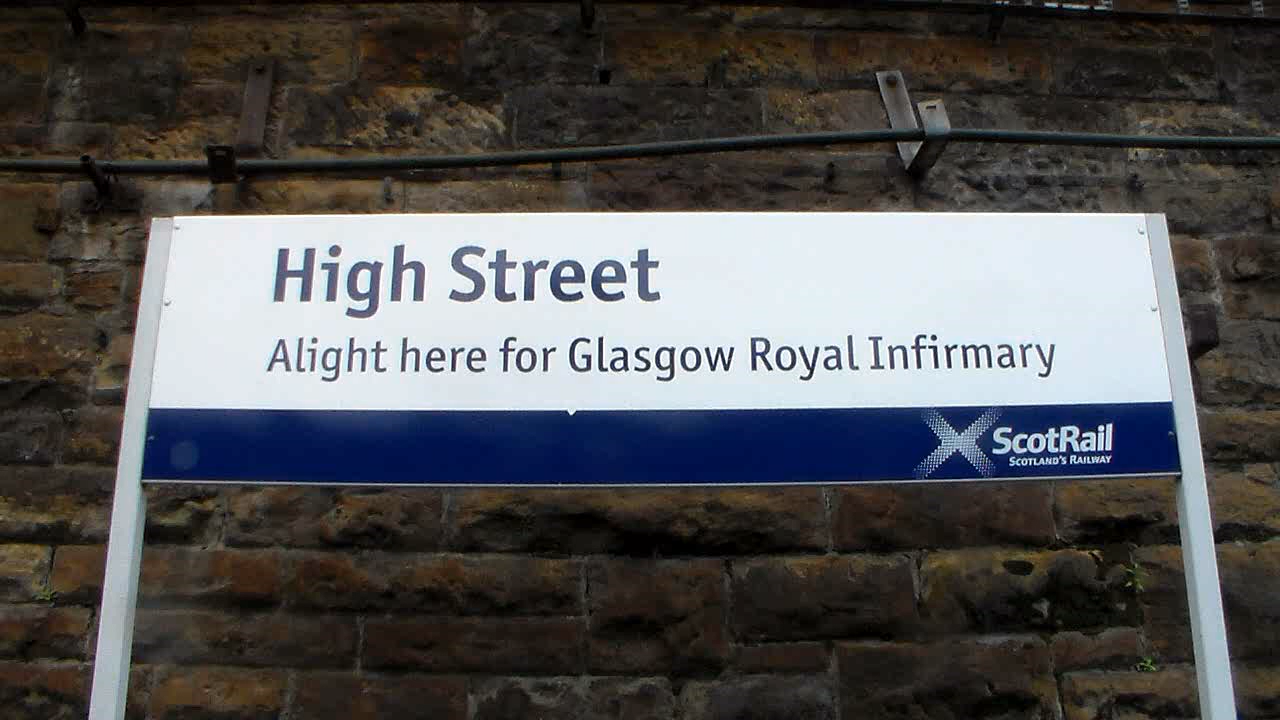 High Street
Alight here for Glasgow Royal Infirmary
ScotRail
SCOTLAND'S RAILWAY